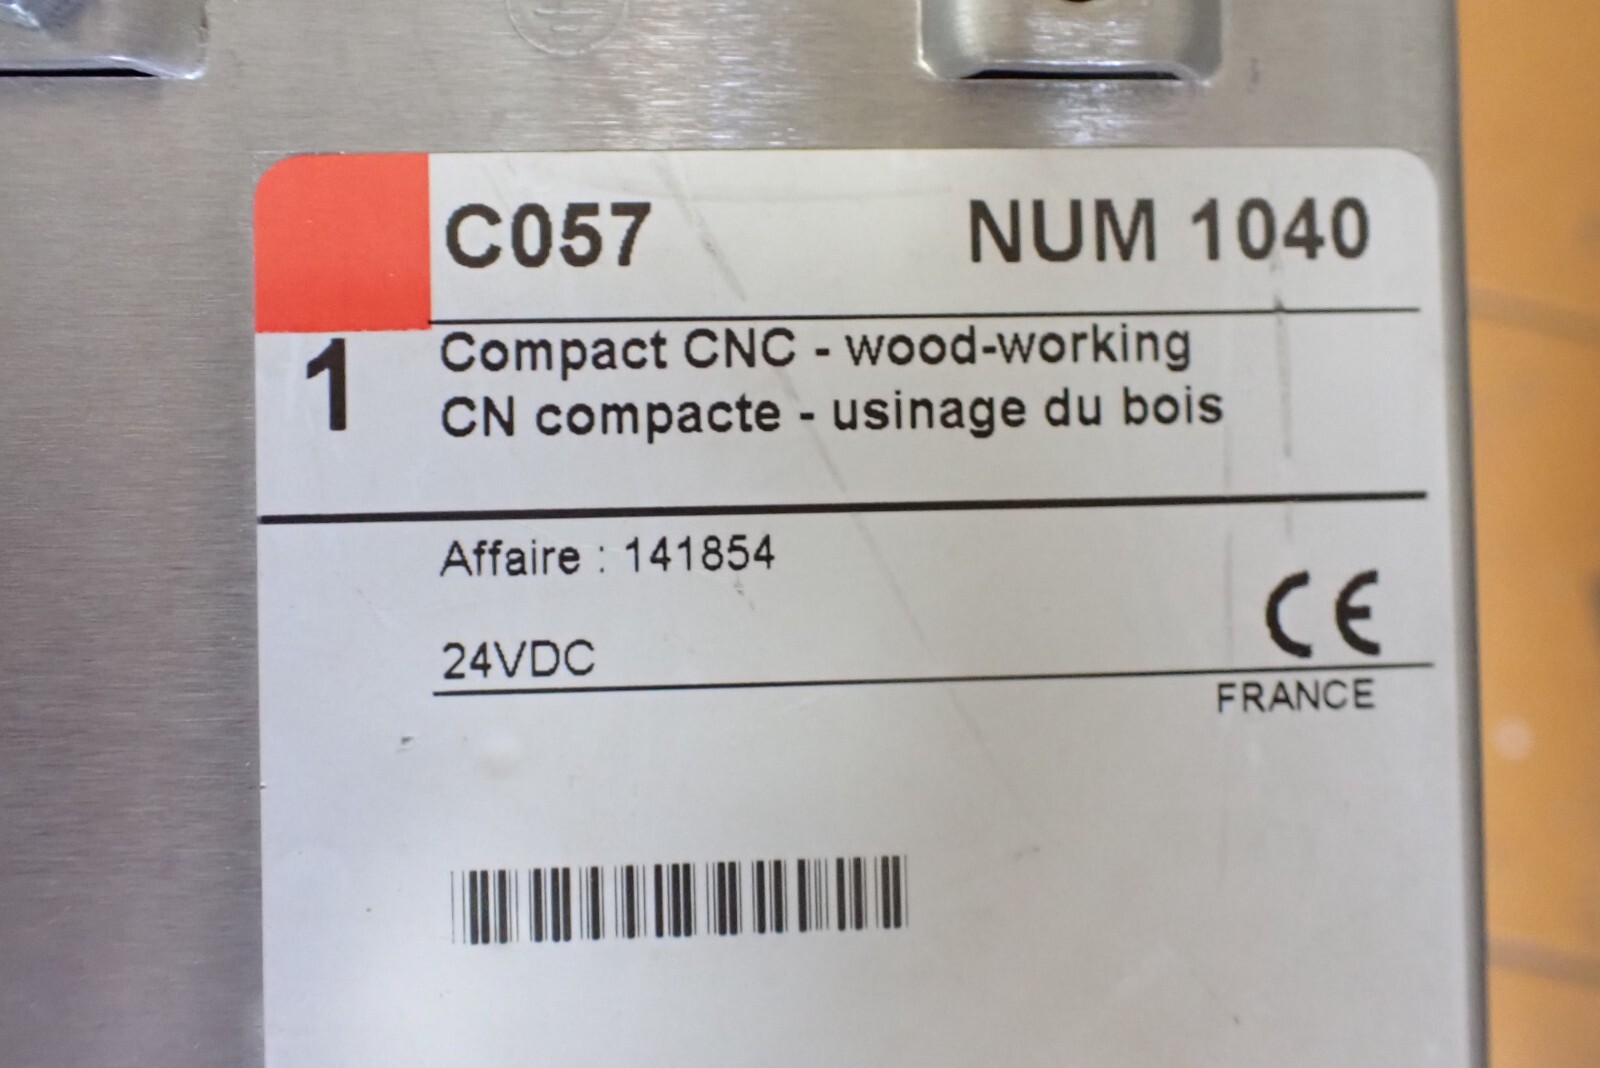 C057 NUM 1040
1
Compact CNC - wood-working
CN compacte - usinage du bois
Affaire : 141854
CE
24VDC
FRANCE